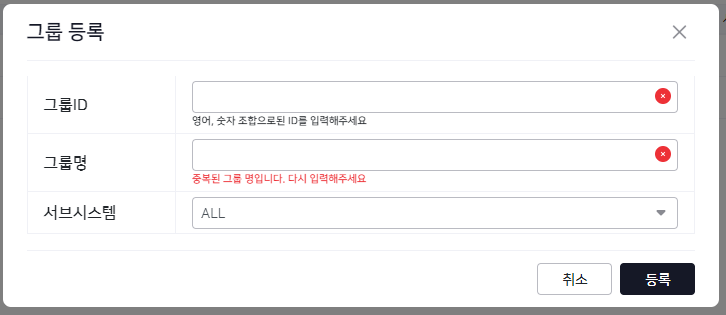 그룹 등록
그룹ID
영어, 숫자 조합으로된 ID를 입력해주세요
그룹명
중복된 그룹 명입니다. 다시 입력해주세요
서브시스템
ALL
취소
등록